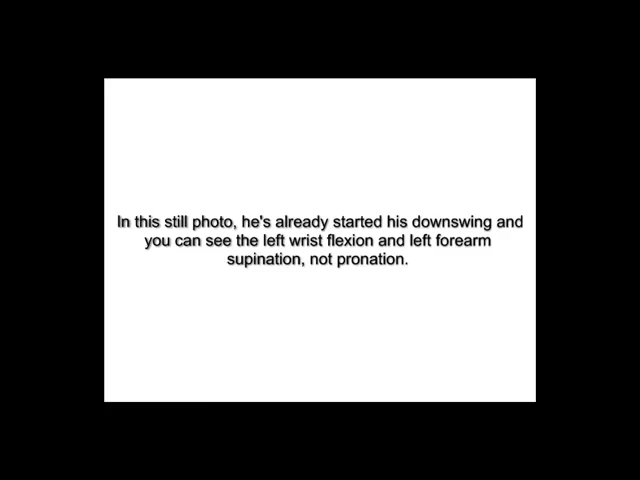 In this still photo, he's already started his downswing and
you can see the left wrist flexion and left forearm
supination, not pronation.